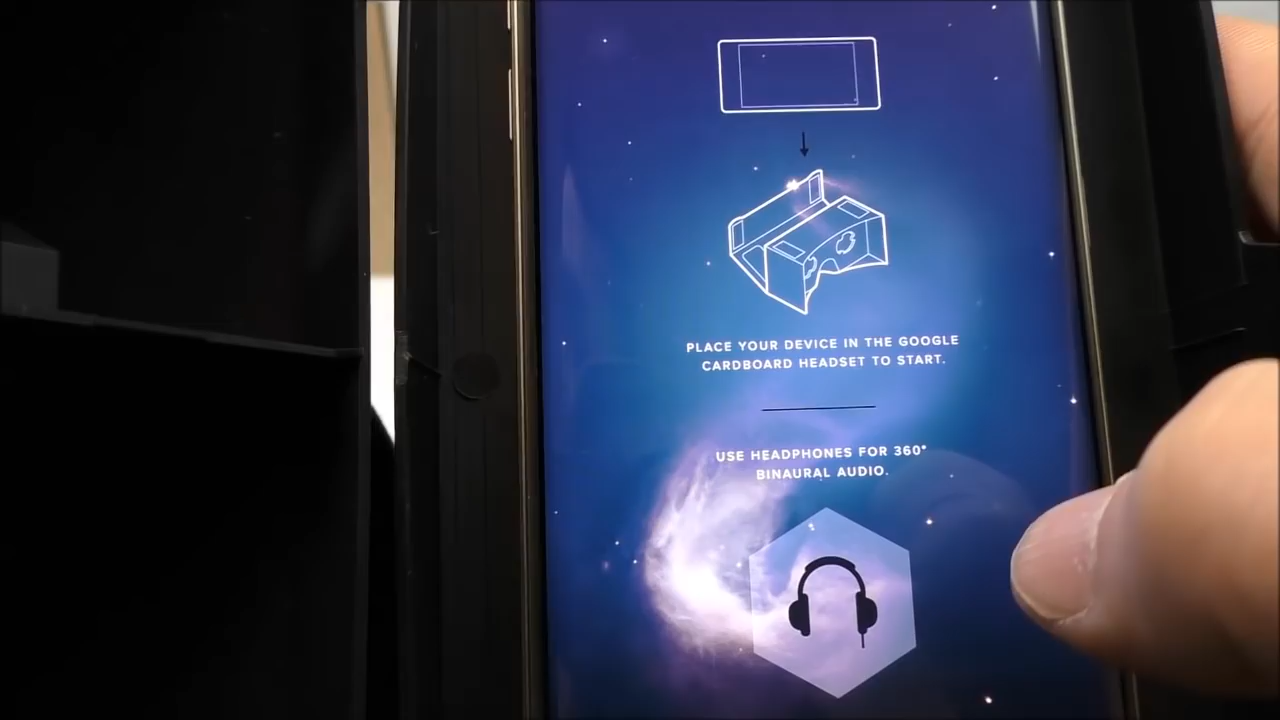 PLACE YOUR DEVICE IN THE GOOGLE
CARDBOARD HEADSET TO START.
USE HEADPHONES FOR 360°
BINAURAL AUDIO.